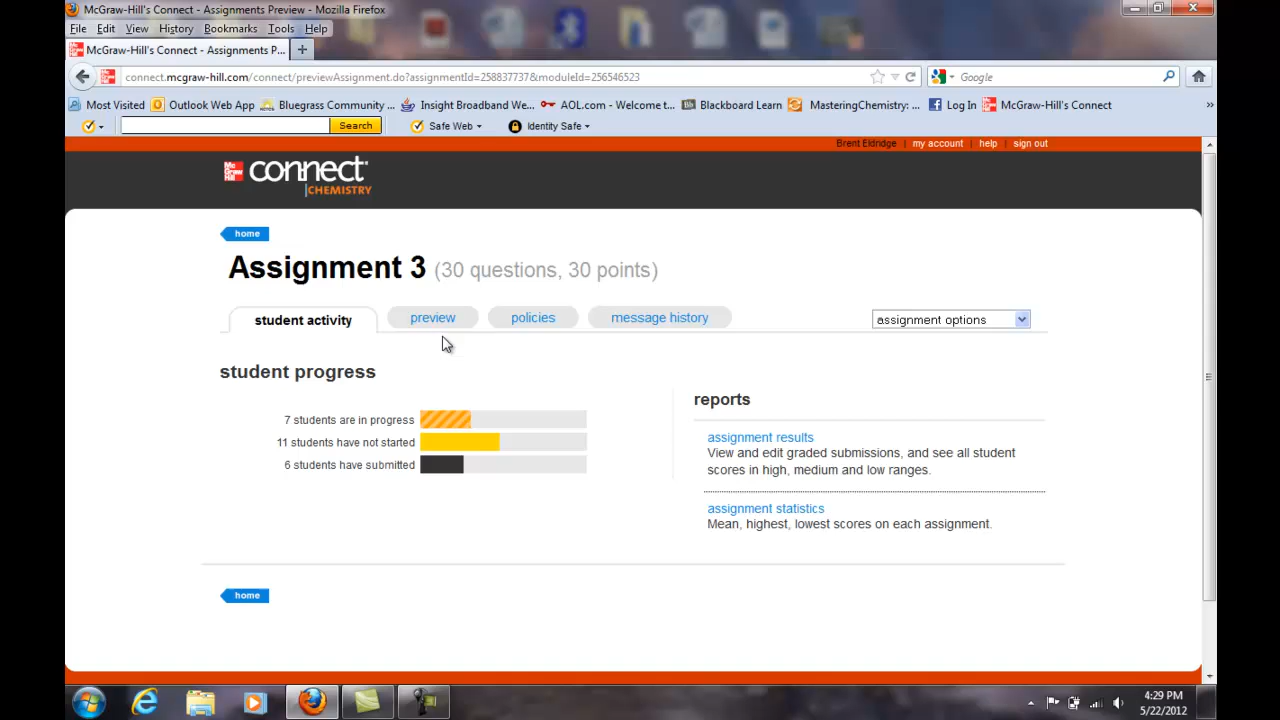 McGraw-Hill's Connect - Assignments Preview - Mozilla Firefox
File Edit View History Bookmarks Tools Help
McGraw-Hill's Connect - Assignments P... +
connect.mcgraw-hill.com/connect/previewAssignment.do?assignmentId=258837737&moduleId=256546523 Google
Most Visited Outlook Web App Bluegrass Community ... Insight Broadband We... AOL.com - Welcome t... Blackboard Learn MasteringChemistry: ... Log In McGraw-Hill's Connect »
Search Safe Web Identity Safe
Brent Eldridge | my account | help | sign out
Mc Graw Hill connect
CHEMISTRY
home
Assignment 3 (30 questions, 30 points)
student activity preview policies message history assignment options
student progress
reports
7 students are in progress
11 students have not started
6 students have submitted
assignment results
View and edit graded submissions, and see all student
scores in high, medium and low ranges.
assignment statistics
Mean, highest, lowest scores on each assignment.
home
4:29 PM
5/22/2012